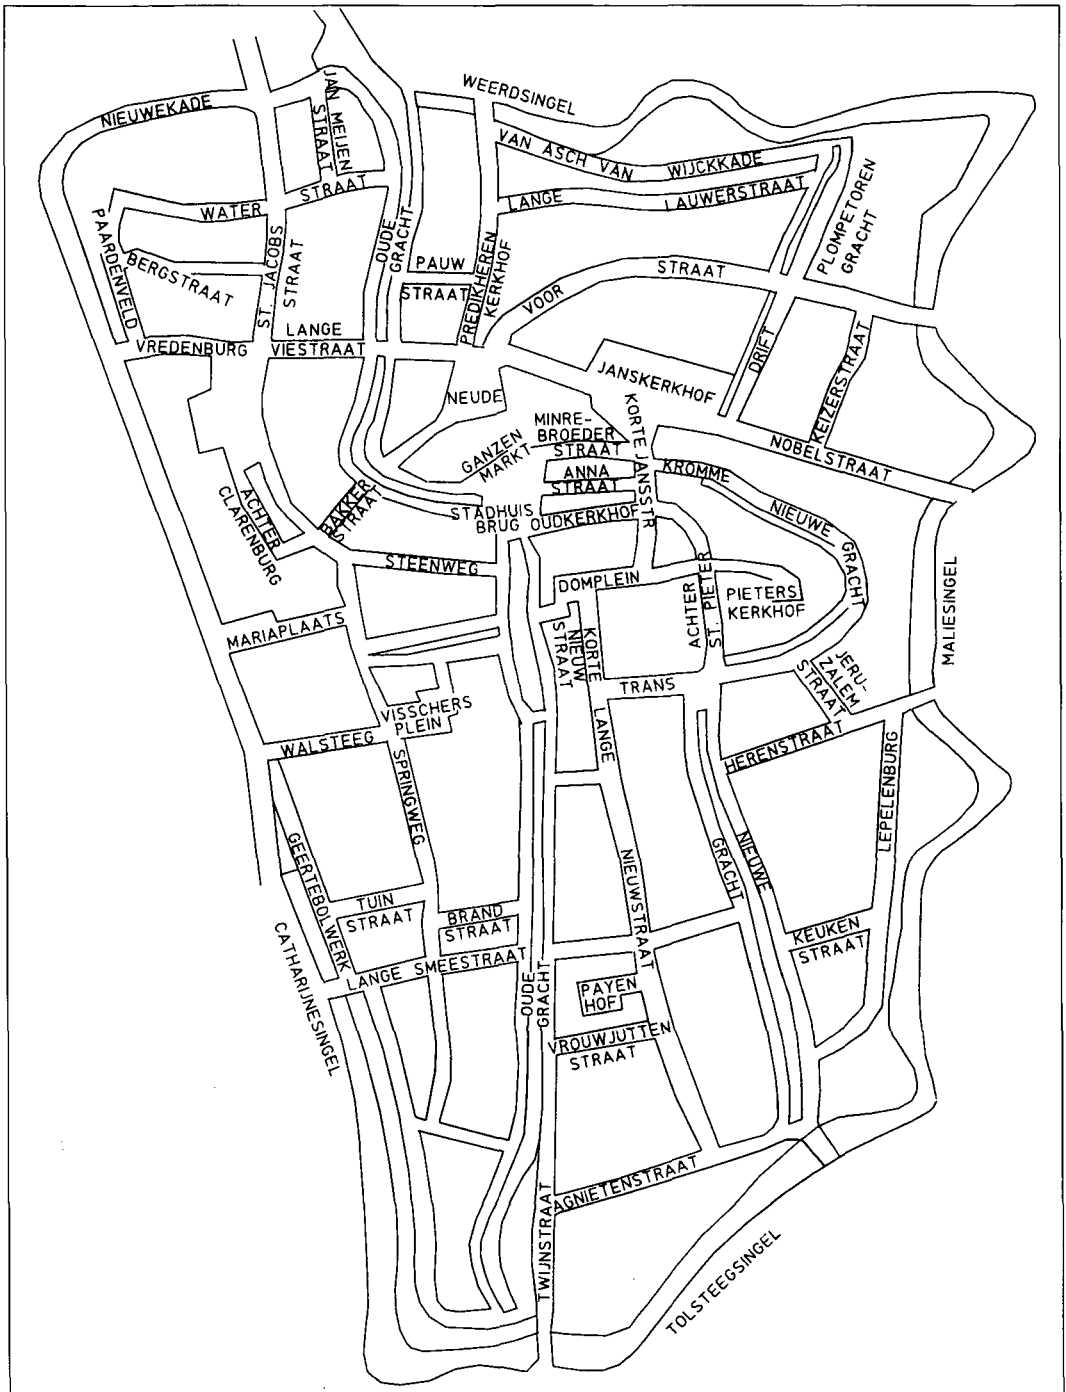 WEERDSINGEL
NIEUWEKADE
JAN MEIJEN
STRAAT
VAN ASCH VAN WIJCKKADE
WATER STRAAT
LANGE LAUWERSTRAAT
PLOMPETOREN
GRACHT
PAARDENVELD
BERGSTRAAT
ST. JACOBS
STRAAT
OUDE
GRACHT
PAUW
STRAAT
PREDIKHEREN
KERKHOF
VOOR STRAAT
VREDENBURG
LANGE
VIESTRAAT
DRIFT
KEIZERSTRAAT
NEUDE
JANSKERKHOF
GANZEN
MARKT
MINRE-
BROEDER
STRAAT
KORTE JANSSTR
NOBELSTRAAT
ANNA
STRAAT
KROMME NIEUWE GRACHT
ACHTER
CLARENBURG
BAKKER
STRAAT
STADHUIS
BRUG
OUDKERKHOF
STEENWEG
DOMPLEIN
ACHTER
ST. PIETER
PIETERS
KERKHOF
MALIESINGEL
MARIAPLAATS
KORTE
NIEUW
STRAAT
TRANS
JERU-
ZALEM
STRAAT
VISSCHERS
PLEIN
WALSTEEG
SPRINGWEG
LANGE NIEUWSTRAAT
HERENSTRAAT
LEPELENBURG
GEERTEBOLWERK
NIEUWE
GRACHT
TUIN
STRAAT
BRAND
STRAAT
KEUKEN
STRAAT
CATHARIJNESINGEL
LANGE SMEESTRAAT
OUDE
GRACHT
PAYEN
HOF
VROUWJUTTEN
STRAAT
AGNIETENSTRAAT
TWIJNSTRAAT
TOLSTEEGSINGEL